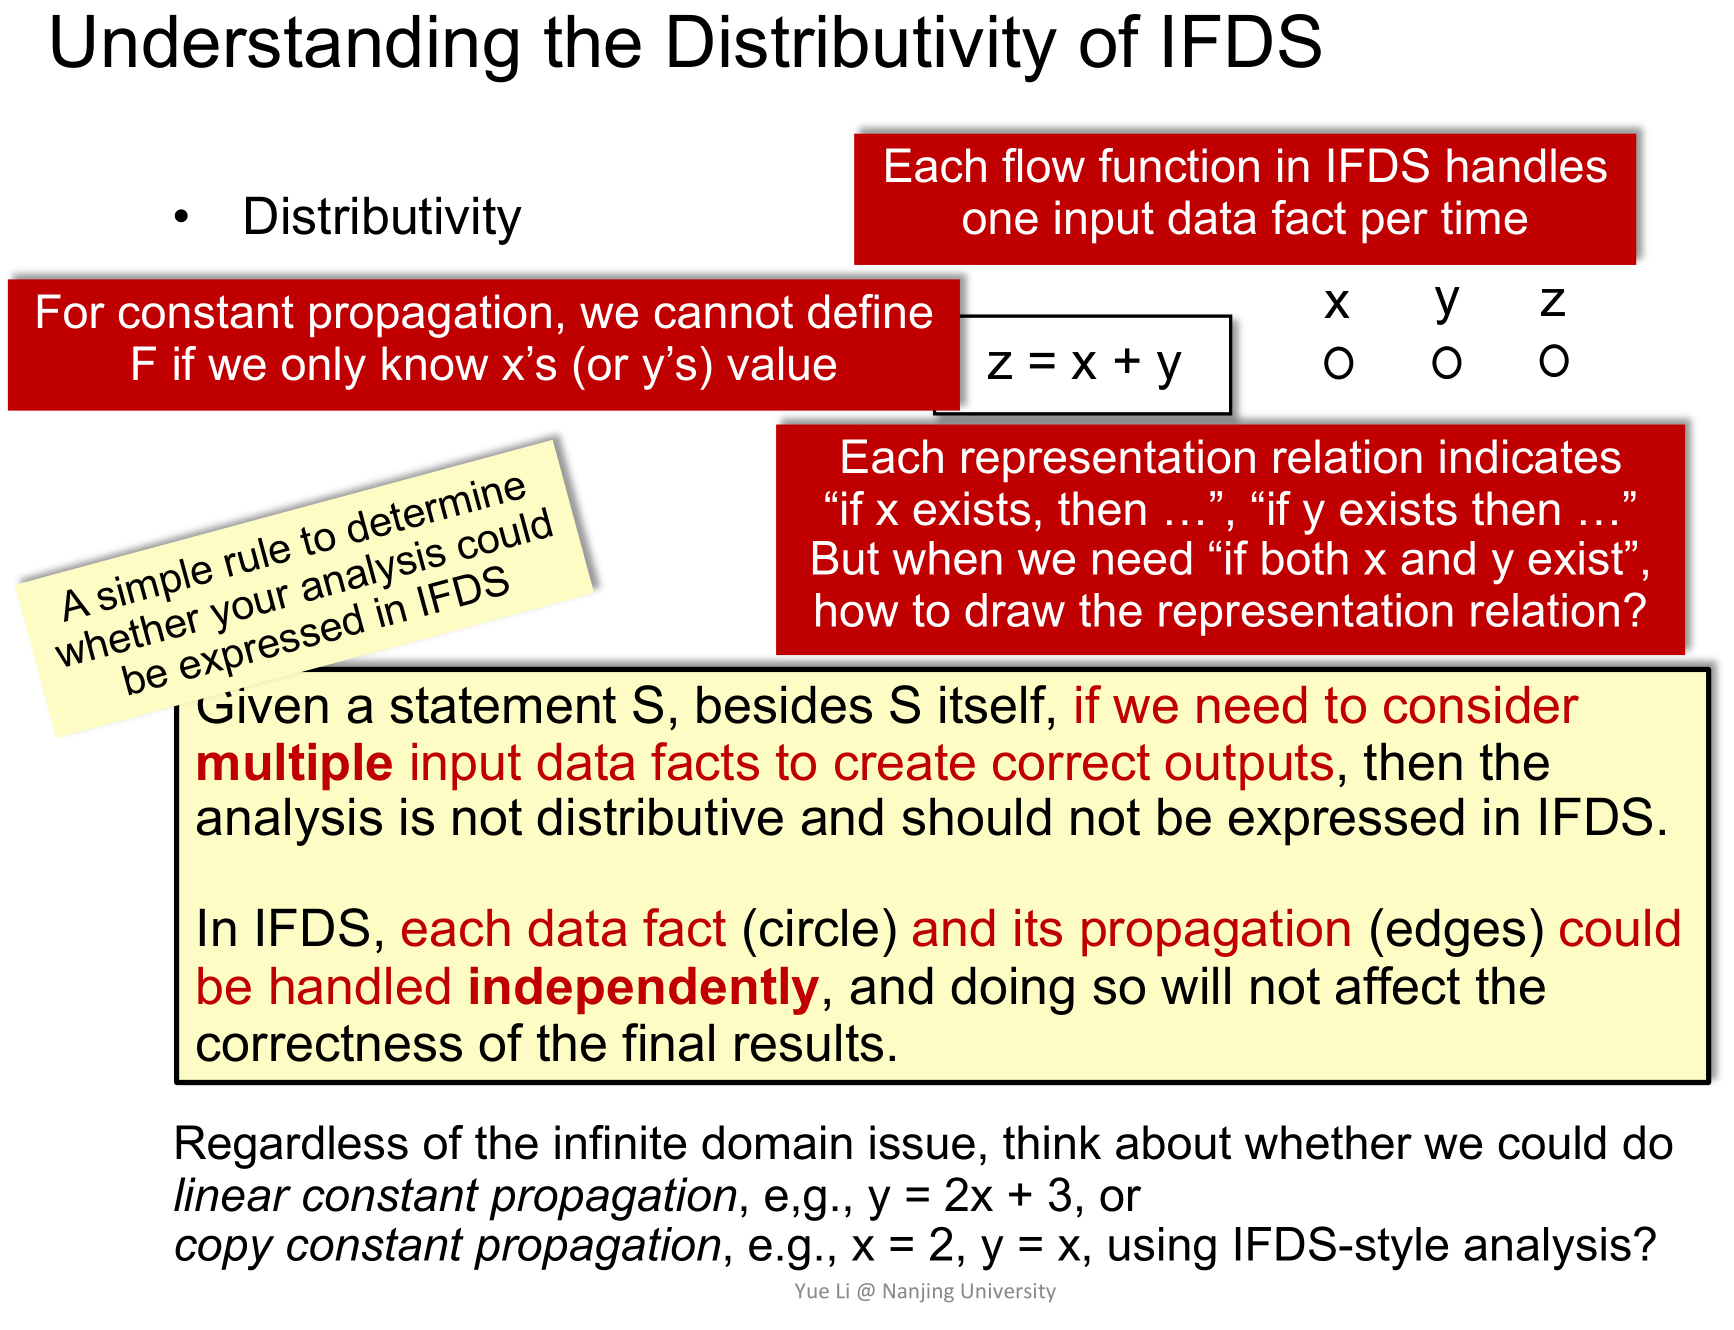 Understanding the Distributivity of IFDS
Each flow function in IFDS handles
one input data fact per time
• Distributivity
For constant propagation, we cannot define
F if we only know x’s (or y’s) value
z = x + y
x y z
Each representation relation indicates
“if x exists, then …”, “if y exists then …”
But when we need “if both x and y exist”,
how to draw the representation relation?
A simple rule to determine
whether your analysis could
be expressed in IFDS
Given a statement S, besides S itself, if we need to consider
multiple input data facts to create correct outputs, then the
analysis is not distributive and should not be expressed in IFDS.
In IFDS, each data fact (circle) and its propagation (edges) could
be handled independently, and doing so will not affect the
correctness of the final results.
Regardless of the infinite domain issue, think about whether we could do
linear constant propagation, e,g., y = 2x + 3, or
copy constant propagation, e.g., x = 2, y = x, using IFDS-style analysis?
Yue Li @ Nanjing University